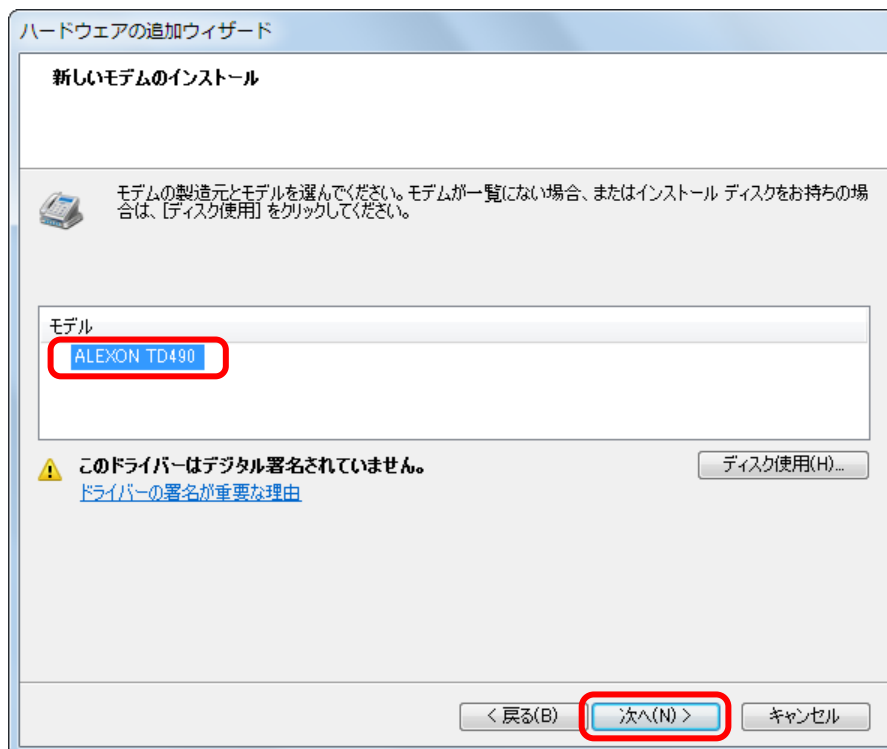 ハードウェアの追加ウィザード
新しいモデムのインストール
モデムの製造元とモデルを選んでください。モデムが一覧にない場合、またはインストール ディスクをお持ちの場
合は、[ディスク使用] をクリックしてください。
モデル
ALEXON TD490
このドライバーはデジタル署名されていません。
ディスク使用(H)...
ドライバーの署名が重要な理由
< 戻る(B)
次へ(N) >
キャンセル